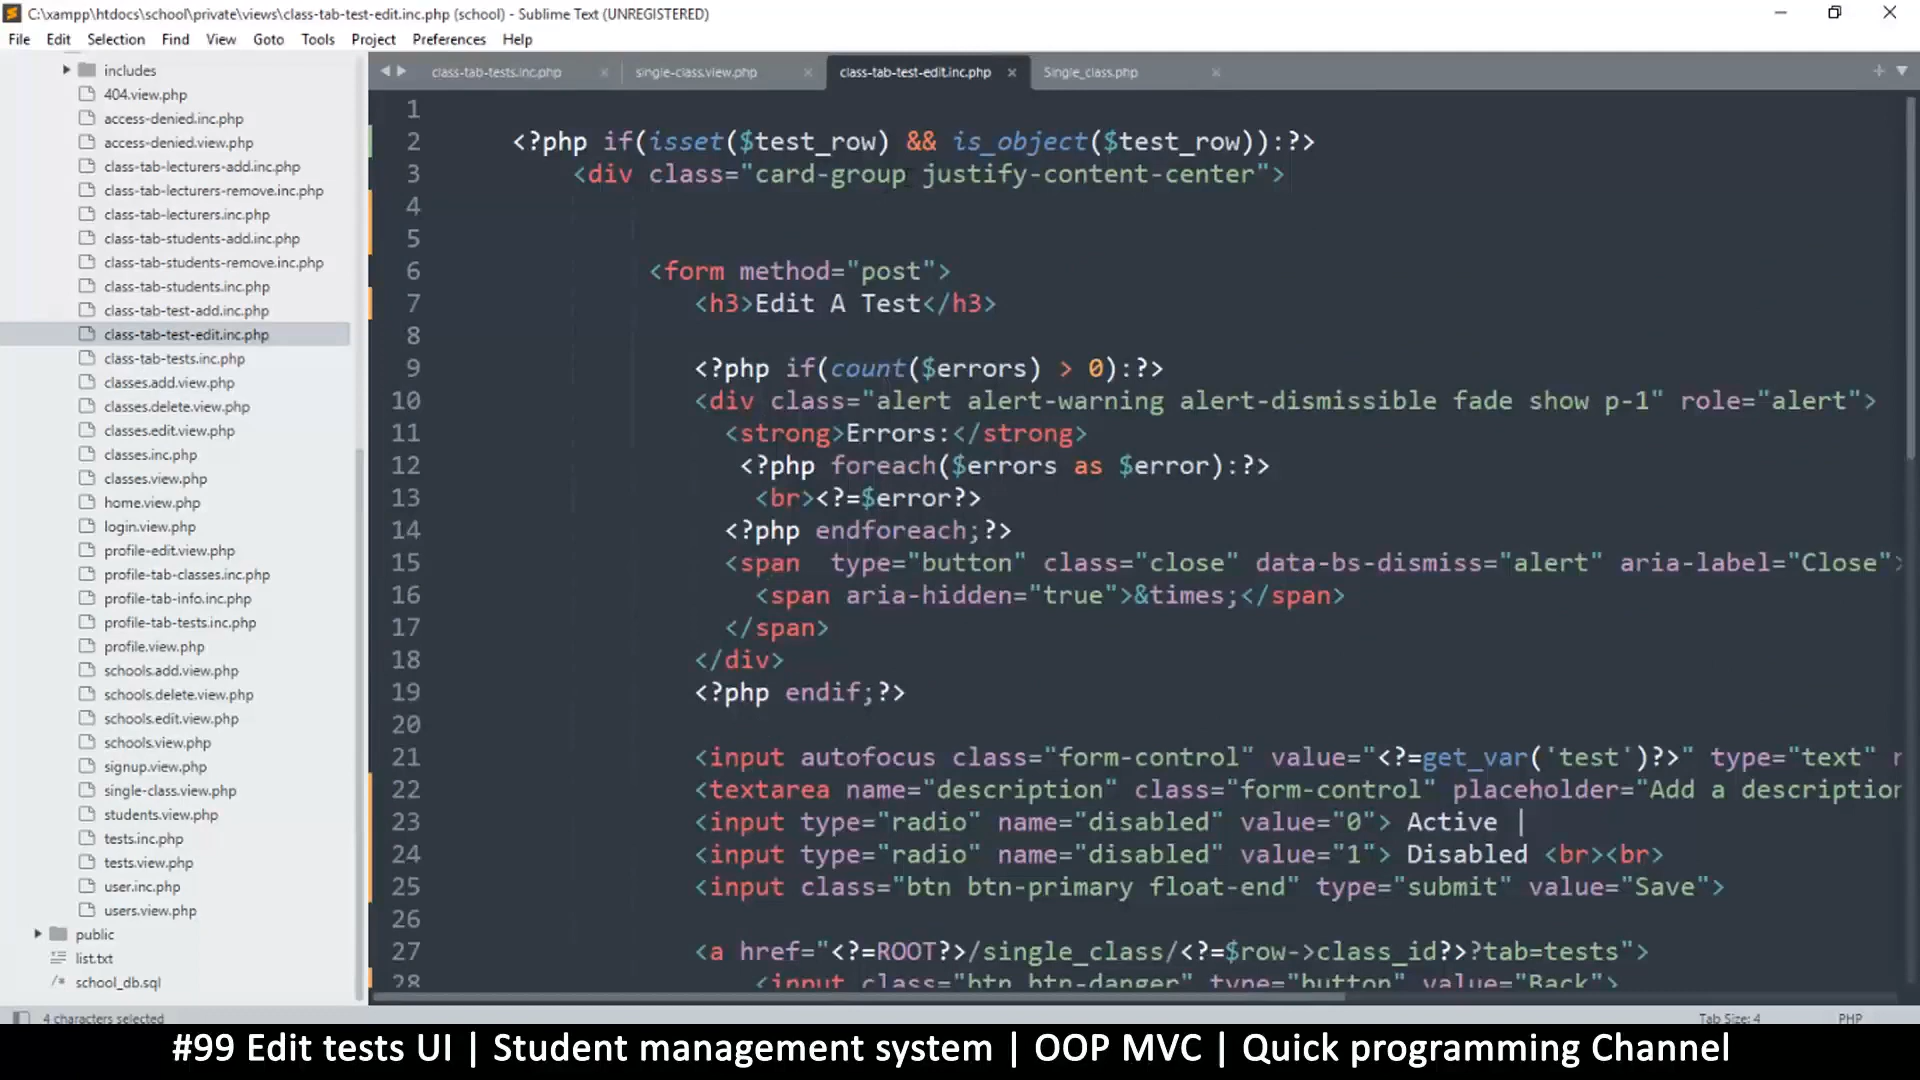 C:\xampp\htdocs\school\private\views\class-tab-test-edit.inc.php (school) - Sublime Text (UNREGISTERED)
File Edit Selection Find View Goto Tools Project Preferences Help
includes
404.view.php
access-denied.inc.php
access-denied.view.php
class-tab-lecturers-add.inc.php
class-tab-lecturers-remove.inc.php
class-tab-lecturers.inc.php
class-tab-students-add.inc.php
class-tab-students-remove.inc.php
class-tab-students.inc.php
class-tab-test-add.inc.php
class-tab-test-edit.inc.php
class-tab-tests.inc.php
classes.add.view.php
classes.delete.view.php
classes.edit.view.php
classes.inc.php
classes.view.php
home.view.php
login.view.php
profile-edit.view.php
profile-tab-classes.inc.php
profile-tab-info.inc.php
profile-tab-tests.inc.php
profile.view.php
schools.add.view.php
schools.delete.view.php
schools.edit.view.php
schools.view.php
signup.view.php
single-class.view.php
students.view.php
tests.inc.php
tests.view.php
user.inc.php
users.view.php
public
list.txt
/* school_db.sql
class-tab-tests.inc.php single-class.view.php class-tab-test-edit.inc.php Single_class.php
1
2 <?php if(isset($test_row) && is_object($test_row)):?>
3 <div class="card-group justify-content-center">
4
5
6 <form method="post">
7 <h3>Edit A Test</h3>
8
9 <?php if(count($errors) > 0):?>
10 <div class="alert alert-warning alert-dismissible fade show p-1" role="alert">
11 <strong>Errors:</strong>
12 <?php foreach($errors as $error):?>
13 <br><?=$error?>
14 <?php endforeach;?>
15 <span type="button" class="close" data-bs-dismiss="alert" aria-label="Close">
16 <span aria-hidden="true">&times;</span>
17 </span>
18 </div>
19 <?php endif;?>
20
21 <input autofocus class="form-control" value="<?=get_var('test')?>" type="text" n
22 <textarea name="description" class="form-control" placeholder="Add a description
23 <input type="radio" name="disabled" value="0"> Active |
24 <input type="radio" name="disabled" value="1"> Disabled <br><br>
25 <input class="btn btn-primary float-end" type="submit" value="Save">
26
27 <a href="<?=ROOT?>/single_class/<?=$row->class_id?>?tab=tests">
28 <input class="btn btn-danger" type="button" value="Back">
4 characters selected Tab Size: 4 PHP
#99 Edit tests UI | Student management system | OOP MVC | Quick programming Channel